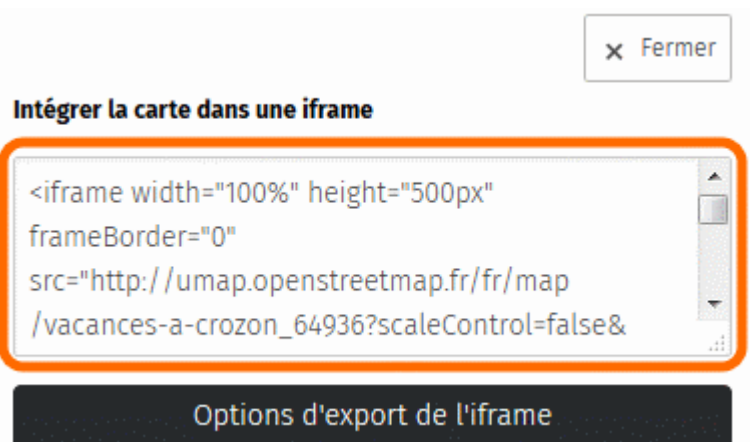 × Fermer
Intégrer la carte dans une iframe
<iframe width="100%" height="500px"
frameBorder="0"
src="http://umap.openstreetmap.fr/fr/map
/vacances-a-crozon_64936?scaleControl=false&
Options d'export de l'iframe